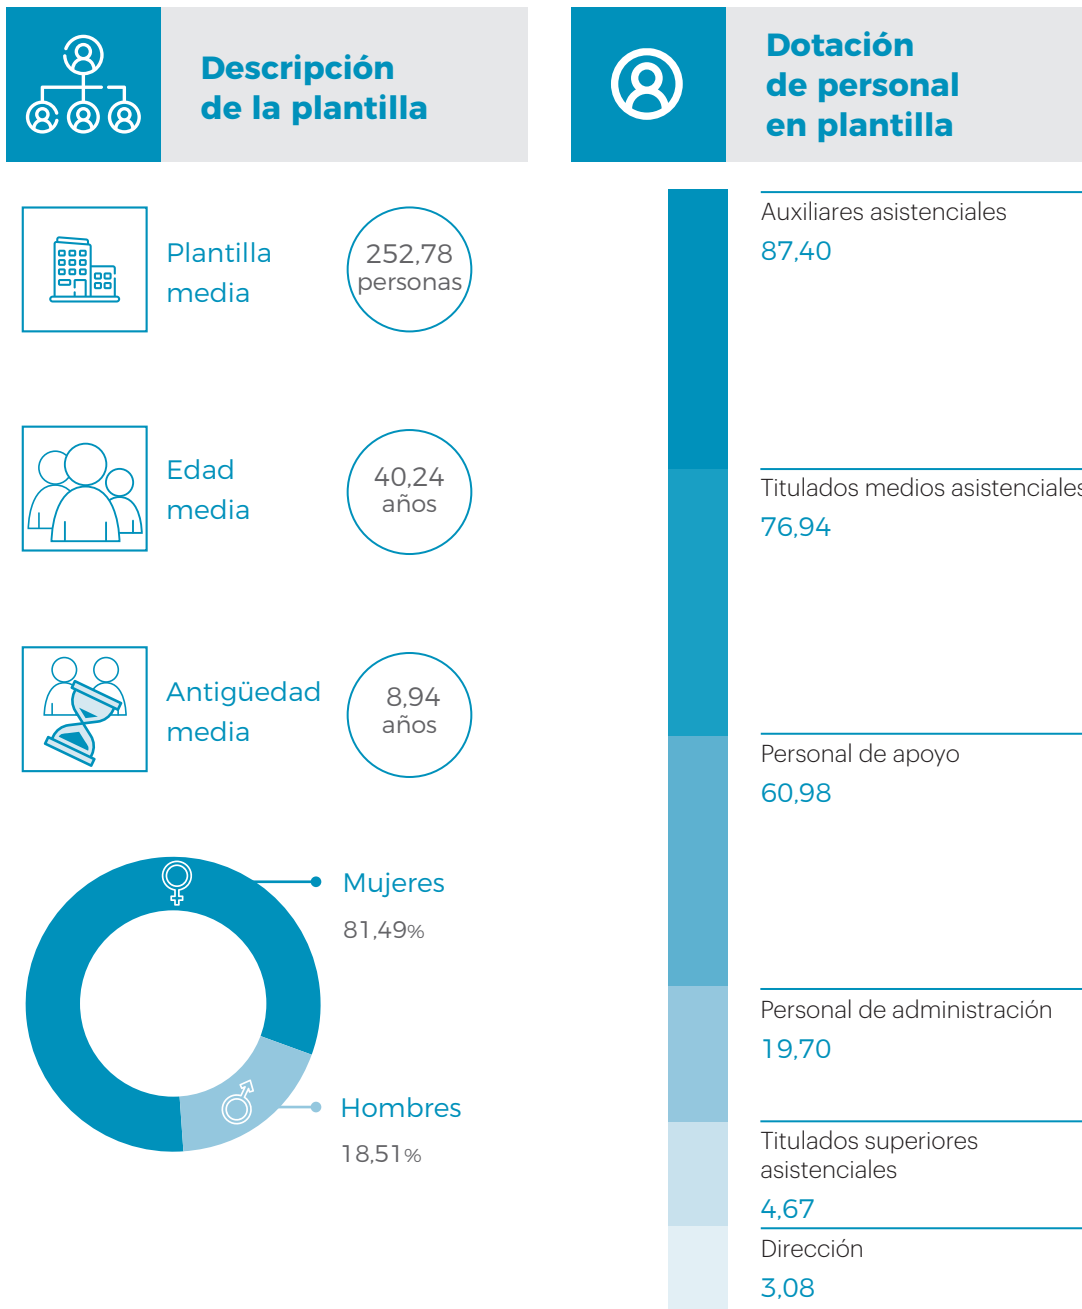 Descripción
de la plantilla
Plantilla
media
252,78
personas
Edad
media
40,24
años
Antigüedad
media
8,94
años
Mujeres
81,49%
Hombres
18,51%
Dotación
de personal
en plantilla
Auxiliares asistenciales
87,40
Titulados medios asistenciales
76,94
Personal de apoyo
60,98
Personal de administración
19,70
Titulados superiores
asistenciales
4,67
Dirección
3,08